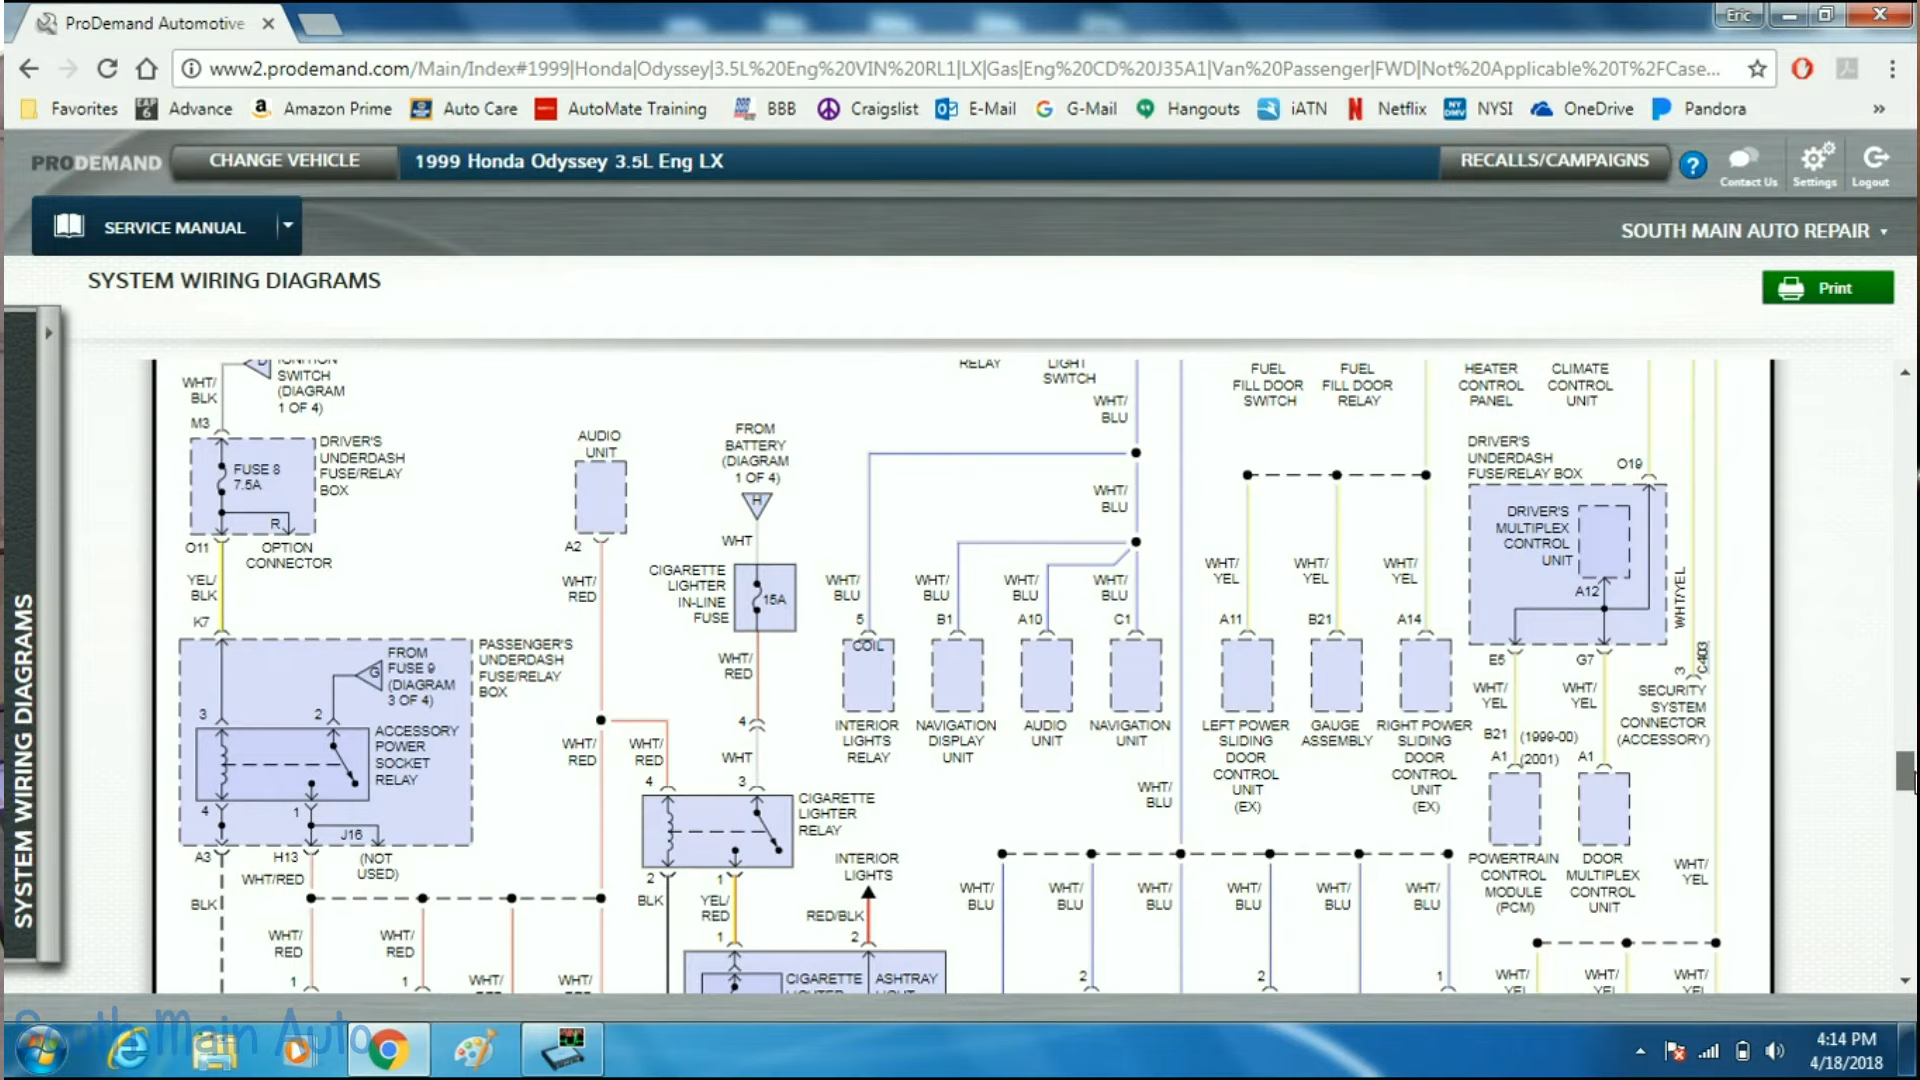 ProDemand Automotive
Eric
www2.prodemand.com/Main/Index#1999|Honda|Odyssey|3.5L%20Eng%20VIN%20RL1|LX|Gas|Eng%20CD%20J35A1|Van%20Passenger|FWD|Not%20Applicable%20T%2FCase...
Favorites Advance Amazon Prime Auto Care AutoMate Training BBB Craigslist E-Mail G-Mail Hangouts iATN Netflix NYSI OneDrive Pandora »
PRODEMAND CHANGE VEHICLE 1999 Honda Odyssey 3.5L Eng LX RECALLS/CAMPAIGNS ?
Contact Us Settings Logout
SERVICE MANUAL
SOUTH MAIN AUTO REPAIR
SYSTEM WIRING DIAGRAMS
Print
SYSTEM WIRING DIAGRAMS
WHT/
BLK
M3
SWITCH
(DIAGRAM
1 OF 4)
DRIVER'S
UNDERDASH
FUSE/RELAY
BOX
FUSE 8
7.5A
R
O11
OPTION
CONNECTOR
YEL/
BLK
K7
FROM
FUSE 9
(DIAGRAM
3 OF 4)
G
PASSENGER'S
UNDERDASH
FUSE/RELAY
BOX
3
2
ACCESSORY
POWER
SOCKET
RELAY
4
1
J16
A3
H13
(NOT
USED)
WHT/RED
BLK
WHT/
RED
1
WHT/
RED
1
WHT/
WHT/
AUDIO
UNIT
A2
WHT/
RED
WHT/
RED
WHT/
RED
4
FROM
BATTERY
(DIAGRAM
1 OF 4)
H
WHT
CIGARETTE
LIGHTER
IN-LINE
FUSE
15A
WHT/
RED
4
WHT
3
CIGARETTE
LIGHTER
RELAY
2
1
BLK
YEL/
RED
1
INTERIOR
LIGHTS
RED/BLK
2
CIGARETTE
ASHTRAY
RELAY
LIGHT
SWITCH
WHT/
BLU
WHT/
BLU
WHT/
BLU
WHT/
BLU
WHT/
BLU
WHT/
BLU
5
B1
A10
C1
COIL
INTERIOR
LIGHTS
RELAY
NAVIGATION
DISPLAY
UNIT
AUDIO
UNIT
NAVIGATION
UNIT
WHT/
BLU
WHT/
BLU
WHT/
BLU
WHT/
BLU
WHT/
BLU
WHT/
BLU
WHT/
BLU
2
2
1
FUEL
FILL DOOR
SWITCH
FUEL
FILL DOOR
RELAY
WHT/
YEL
WHT/
YEL
WHT/
YEL
A11
B21
A14
LEFT POWER
SLIDING
DOOR
CONTROL
UNIT
(EX)
GAUGE
ASSEMBLY
RIGHT POWER
SLIDING
DOOR
CONTROL
UNIT
(EX)
HEATER
CONTROL
PANEL
CLIMATE
CONTROL
UNIT
DRIVER'S
UNDERDASH
FUSE/RELAY BOX
O19
DRIVER'S
MULTIPLEX
CONTROL
UNIT
A12
WHT/YEL
E5
G7
WHT/
YEL
WHT/
YEL
3
C403
SECURITY
SYSTEM
CONNECTOR
(ACCESSORY)
B21 (1999-00)
A1 (2001)
A1
POWERTRAIN
CONTROL
MODULE
(PCM)
DOOR
MULTIPLEX
CONTROL
UNIT
WHT/
YEL
WHT/
YEL
WHT/
YEL
WHT/
YEL
South Main Auto
4:14 PM
4/18/2018